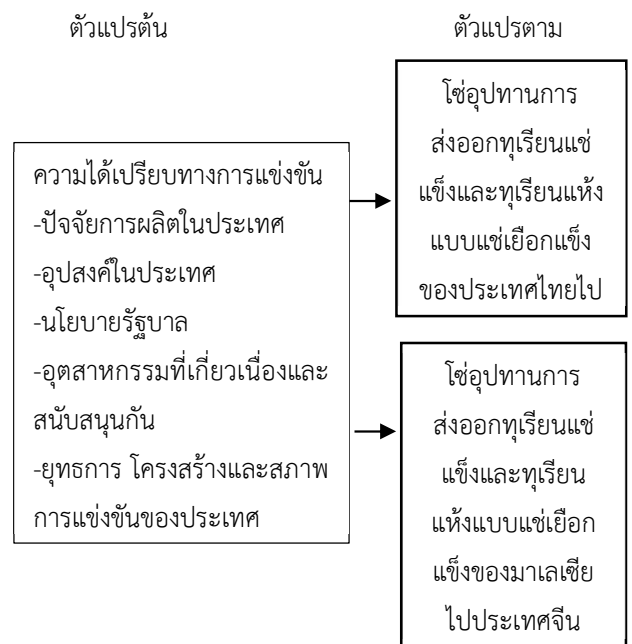 ตัวแปรต้น
ตัวแปรตาม
ความได้เปรียบทางการแข่งขัน
-ปัจจัยการผลิตในประเทศ
-อุปสงค์ในประเทศ
-นโยบายรัฐบาล
-อุตสาหกรรมที่เกี่ยวเนื่องและ
สนับสนุนกัน
-ยุทธการ โครงสร้างและสภาพ
การแข่งขันของประเทศ
โซ่อุปทานการ
ส่งออกทุเรียนแช่
แข็งและทุเรียนแห้ง
แบบแช่เยือกแข็ง
ของประเทศไทยไป
โซ่อุปทานการ
ส่งออกทุเรียนแช่
แข็งและทุเรียน
แห้งแบบแช่เยือก
แข็งของมาเลเซีย
ไปประเทศจีน